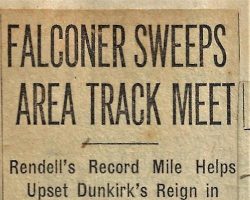 FALCONER SWEEPS
AREA TRACK MEET
Rendell's Record Mile Helps
Upset Dunkirk's Reign in